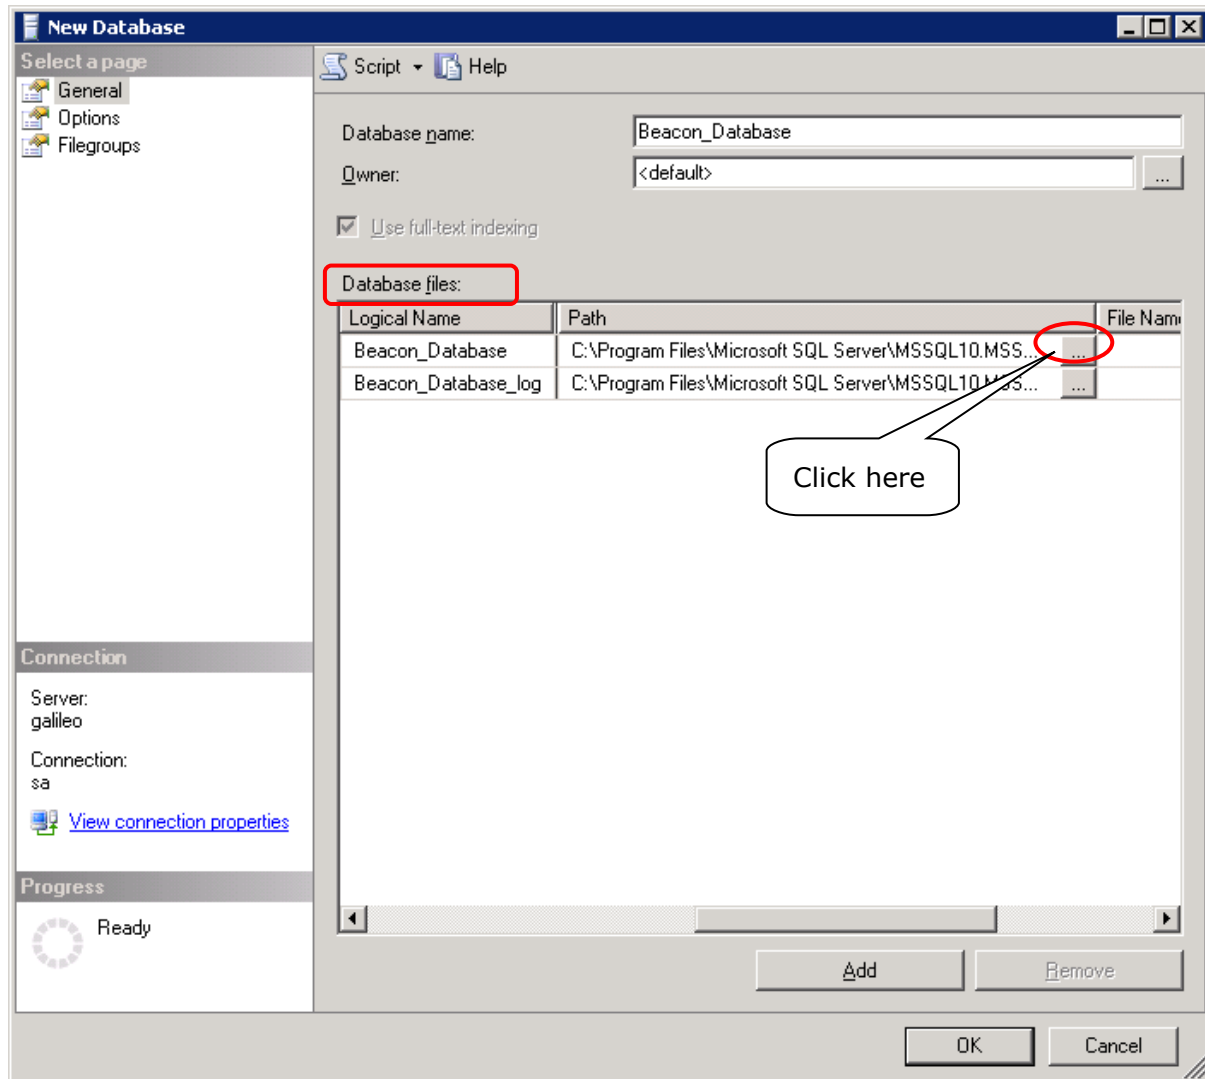 New Database
Select a page
General
Options
Filegroups
Script Help
Database name: Beacon_Database
Owner: <default> ...
Use full-text indexing
Database files:
Logical Name Path File Nam
Beacon_Database C:\Program Files\Microsoft SQL Server\MSSQL10.MSS... ...
Beacon_Database_log C:\Program Files\Microsoft SQL Server\MSSQL10.MSS... ...
Click here
Connection
Server:
galileo
Connection:
sa
View connection properties
Progress
Ready
Add Remove
OK Cancel